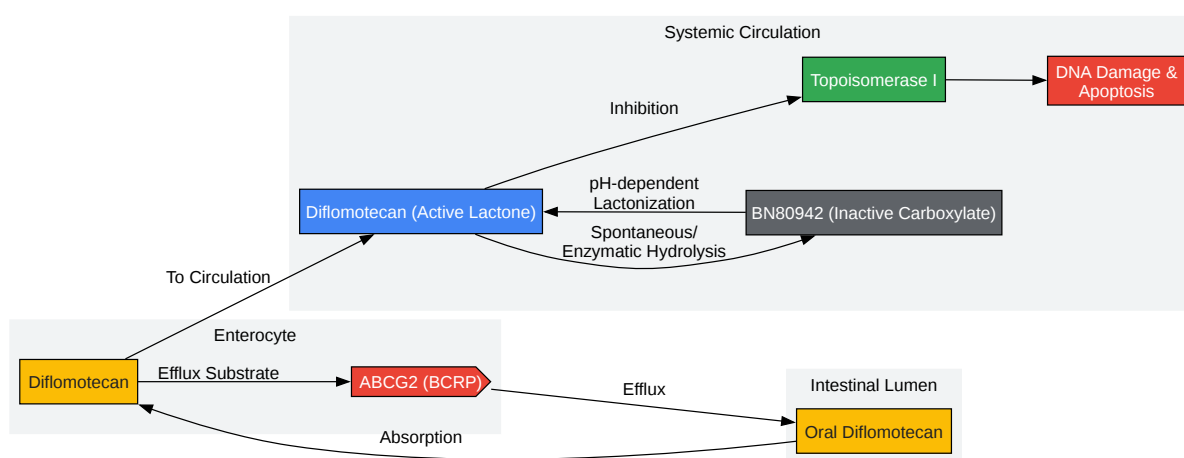 Systemic Circulation
Topoisomerase I
DNA Damage &
Apoptosis
Inhibition
pH-dependent
Lactonization
Diflomotecan (Active Lactone)
BN80942 (Inactive Carboxylate)
Spontaneous/
Enzymatic Hydrolysis
To Circulation
Enterocyte
Diflomotecan
Efflux Substrate
ABCG2 (BCRP)
Efflux
Intestinal Lumen
Oral Diflomotecan
Absorption